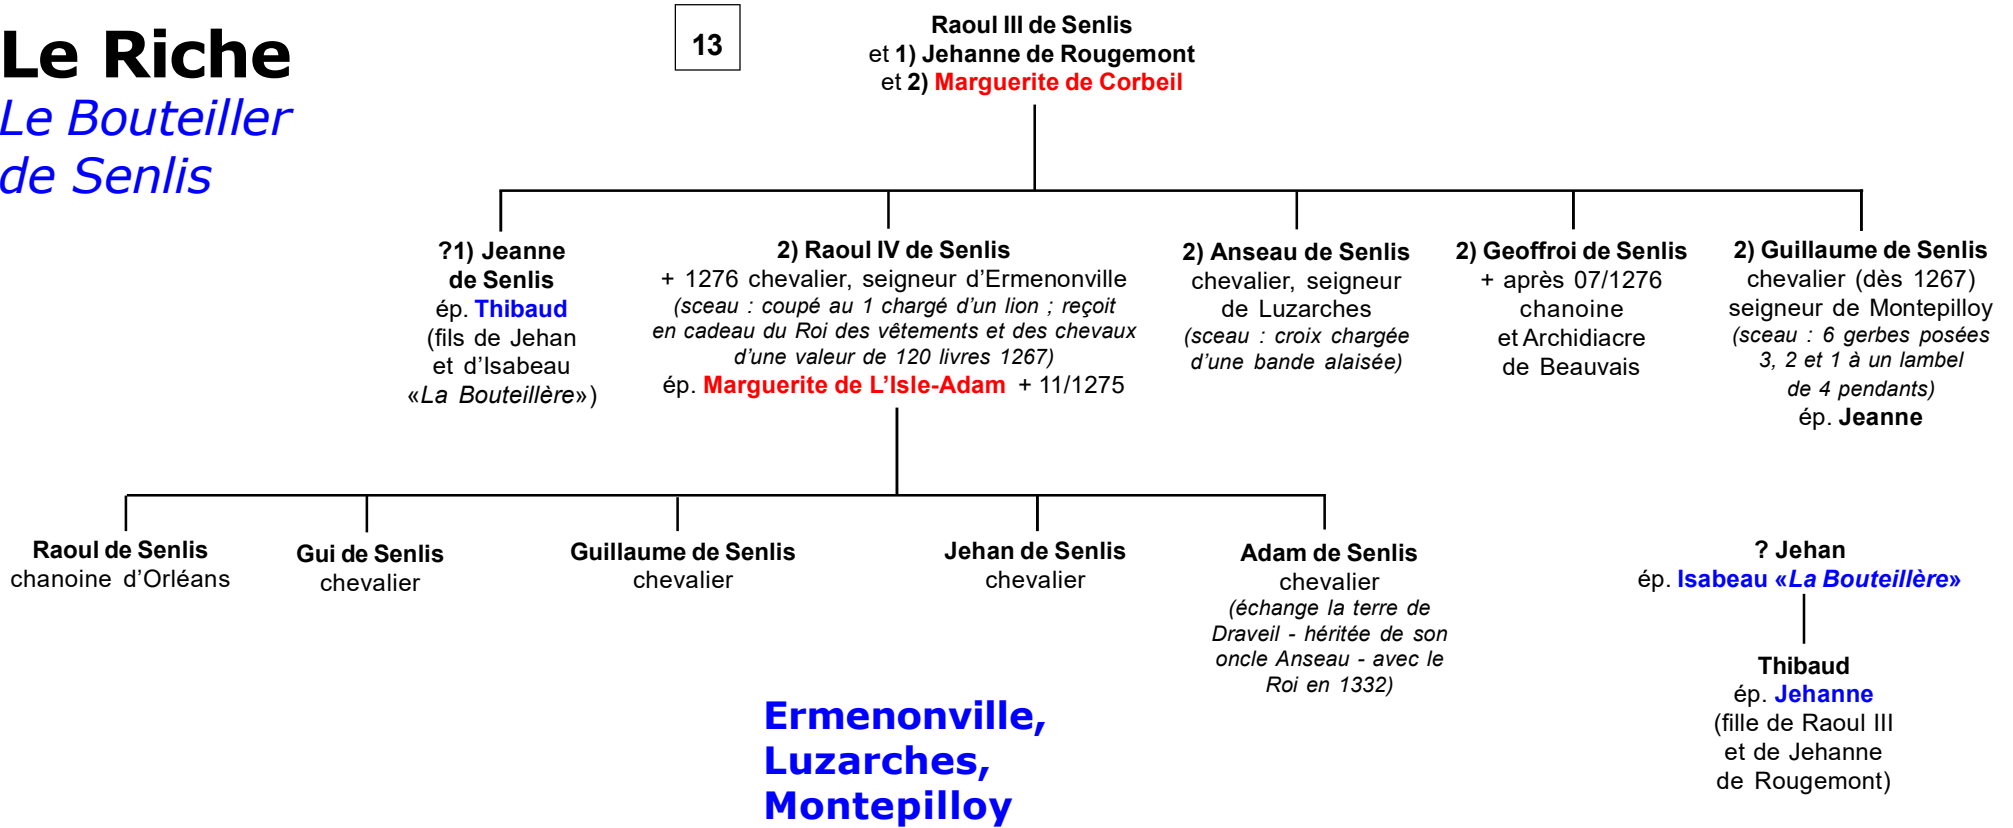 Le Riche
Le Bouteiller
de Senlis
13
Raoul III de Senlis
et 1) Jehanne de Rougemont
et 2) Marguerite de Corbeil
?1) Jeanne
de Senlis
ép. Thibaud
(fils de Jehan
et d’Isabeau
«La Bouteillère»)
2) Raoul IV de Senlis
+ 1276 chevalier, seigneur d’Ermenonville
(sceau : coupé au 1 chargé d’un lion ; reçoit
en cadeau du Roi des vêtements et des chevaux
d’une valeur de 120 livres 1267)
ép. Marguerite de L’Isle-Adam + 11/1275
2) Anseau de Senlis
chevalier, seigneur
de Luzarches
(sceau : croix chargée
d’une bande alaisée)
2) Geoffroi de Senlis
+ après 07/1276
chanoine
et Archidiacre
de Beauvais
2) Guillaume de Senlis
chevalier (dès 1267)
seigneur de Montepilloy
(sceau : 6 gerbes posées
3, 2 et 1 à un lambel
de 4 pendants)
ép. Jeanne
Raoul de Senlis
chanoine d’Orléans
Gui de Senlis
chevalier
Guillaume de Senlis
chevalier
Jehan de Senlis
chevalier
Adam de Senlis
chevalier
(échange la terre de
Draveil - héritée de son
oncle Anseau - avec le
Roi en 1332)
? Jehan
ép. Isabeau «La Bouteillère»
Thibaud
ép. Jehanne
(fille de Raoul III
et de Jehanne
de Rougemont)
Ermenonville,
Luzarches,
Montepilloy